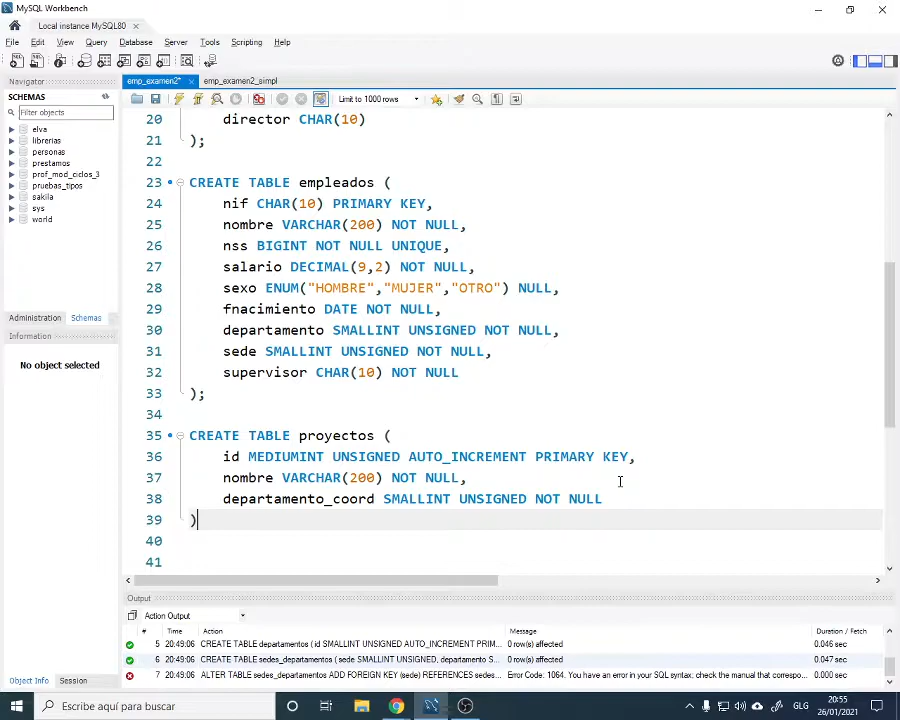 MySQL Workbench
Local instance MySQL80
File Edit View Query Database Server Tools Scripting Help
Navigator
SCHEMAS
Filter objects
elva
librerias
personas
prestamos
prof_mod_ciclos_3
pruebas_tipos
sakila
sys
world
Administration Schemas
Information
No object selected
Object Info Session
emp_examen2* emp_examen2_simpl
Limit to 1000 rows
20 director CHAR(10)
21 );
22
23 CREATE TABLE empleados (
24 nif CHAR(10) PRIMARY KEY,
25 nombre VARCHAR(200) NOT NULL,
26 nss BIGINT NOT NULL UNIQUE,
27 salario DECIMAL(9,2) NOT NULL,
28 sexo ENUM("HOMBRE","MUJER","OTRO") NULL,
29 fnacimiento DATE NOT NULL,
30 departamento SMALLINT UNSIGNED NOT NULL,
31 sede SMALLINT UNSIGNED NOT NULL,
32 supervisor CHAR(10) NOT NULL
33 );
34
35 CREATE TABLE proyectos (
36 id MEDIUMINT UNSIGNED AUTO_INCREMENT PRIMARY KEY,
37 nombre VARCHAR(200) NOT NULL,
38 departamento_coord SMALLINT UNSIGNED NOT NULL
39 )
40
41
Output
Action Output
# Time Action Message Duration / Fetch
5 20:49:06 CREATE TABLE departamentos ( id SMALLINT UNSIGNED AUTO_INCREMENT PRIM... 0 row(s) affected 0.046 sec
6 20:49:06 CREATE TABLE sedes_departamentos ( sede SMALLINT UNSIGNED, departamento S... 0 row(s) affected 0.047 sec
7 20:49:06 ALTER TABLE sedes_departamentos ADD FOREIGN KEY (sede) REFERENCES sedes... Error Code: 1064. You have an error in your SQL syntax; check the manual that correspo... 0.000 sec
Escribe aquí para buscar
GLG
20:55
26/01/2021